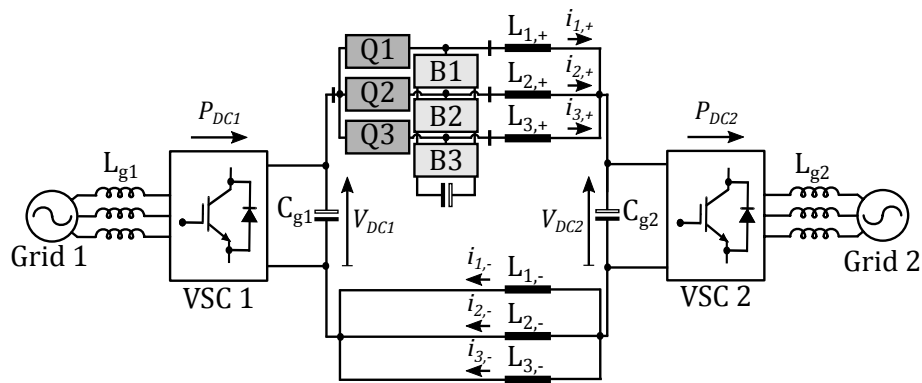 Q1
Q2
Q3
B1
B2
B3
L1,+
L2,+
L3,+
i1,+
i2,+
i3,+
PDC1
PDC2
Lg1
Cg1
VDC1
VDC2
Cg2
Lg2
Grid 1
VSC 1
VSC 2
Grid 2
i1,-
i2,-
i3,-
L1,-
L2,-
L3,-